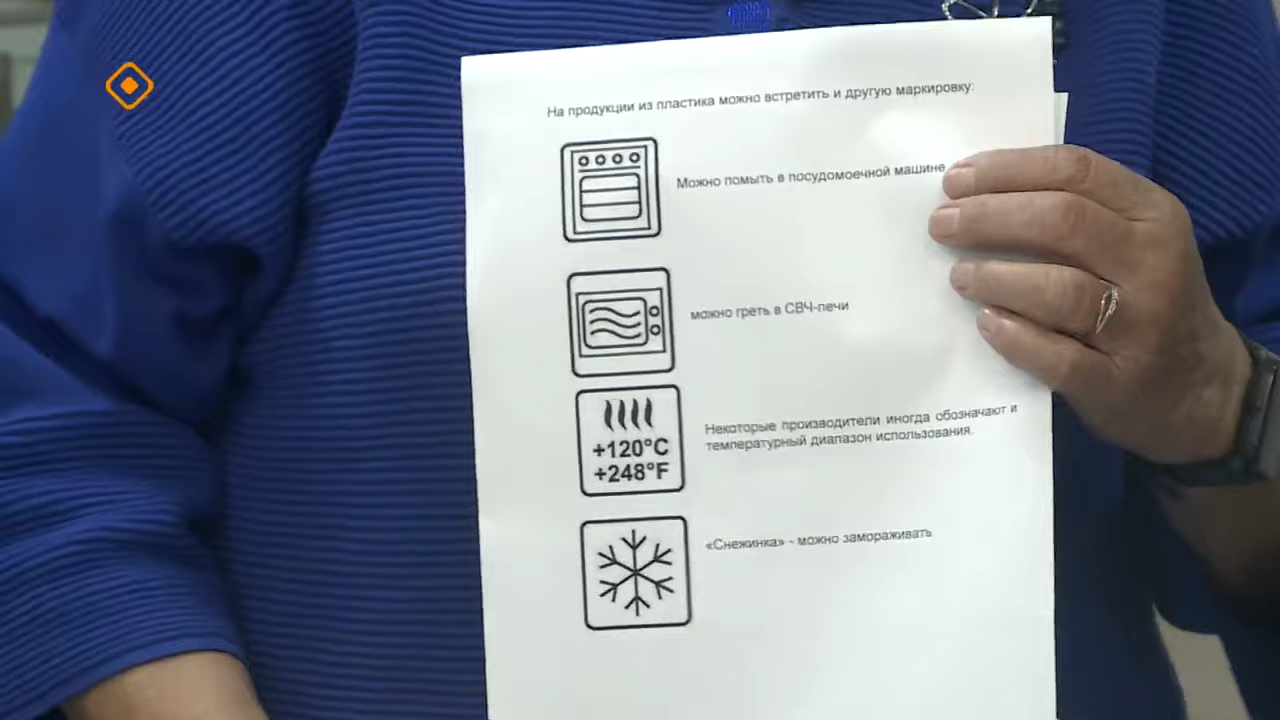 На продукции из пластика можно встретить и другую маркировку:
Можно помыть в посудомоечной машине
можно греть в СВЧ-печи
+120°C
+248°F
Некоторые производители иногда обозначают и
температурный диапазон использования.
«Снежинка» - можно замораживать